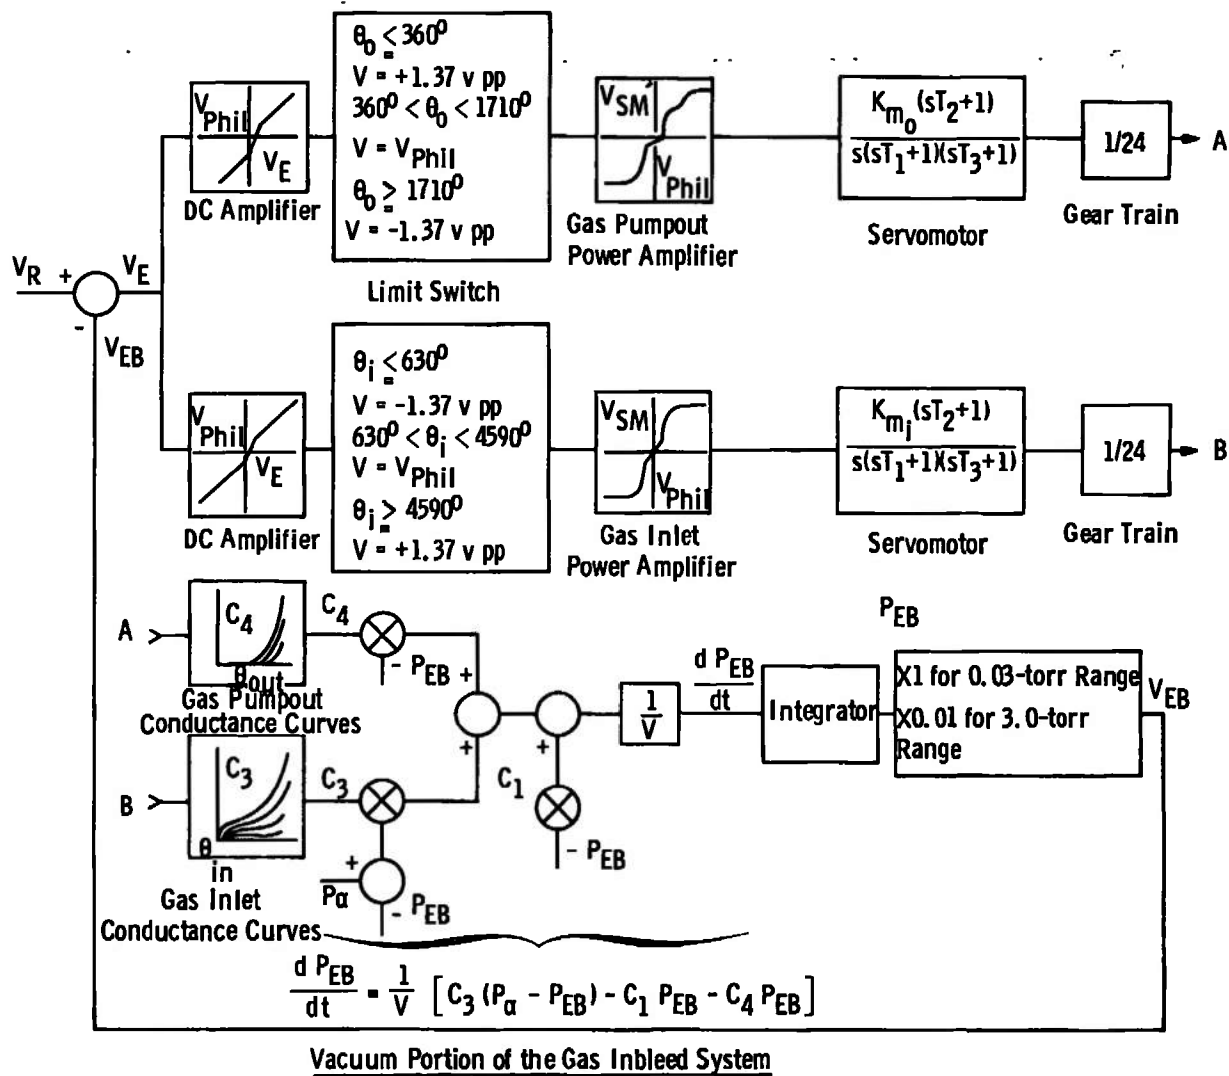 θo ≤ 360°
V = +1.37 v pp
360° < θo < 1710°
V = VPhil
θo ≥ 1710°
V = -1.37 v pp
Limit Switch
VPhil
VE
DC Amplifier
VSM
VPhil
Gas Pumpout
Power Amplifier
Kmo (sT2+1)
s(sT1+1)(sT3+1)
Servomotor
1/24
Gear Train
A
VR
+
-
VE
VEB
θi ≤ 630°
V = -1.37 v pp
630° < θi < 4590°
V = VPhil
θi ≥ 4590°
V = +1.37 v pp
VPhil
VE
DC Amplifier
VSM
VPhil
Gas Inlet
Power Amplifier
Kmi (sT2+1)
s(sT1+1)(sT3+1)
Servomotor
1/24
Gear Train
B
A
C4
θout
Gas Pumpout
Conductance Curves
C4
- PEB
+
+
B
C3
θin
Gas Inlet
Conductance Curves
C3
+
Pα
- PEB
+
C1
- PEB
1/V
d PEB
dt
Integrator
PEB
X1 for 0.03-torr Range
X0.01 for 3.0-torr
Range
VEB
d PEB/dt = 1/V [C3 (Pα - PEB) - C1 PEB - C4 PEB]
Vacuum Portion of the Gas Inbleed System